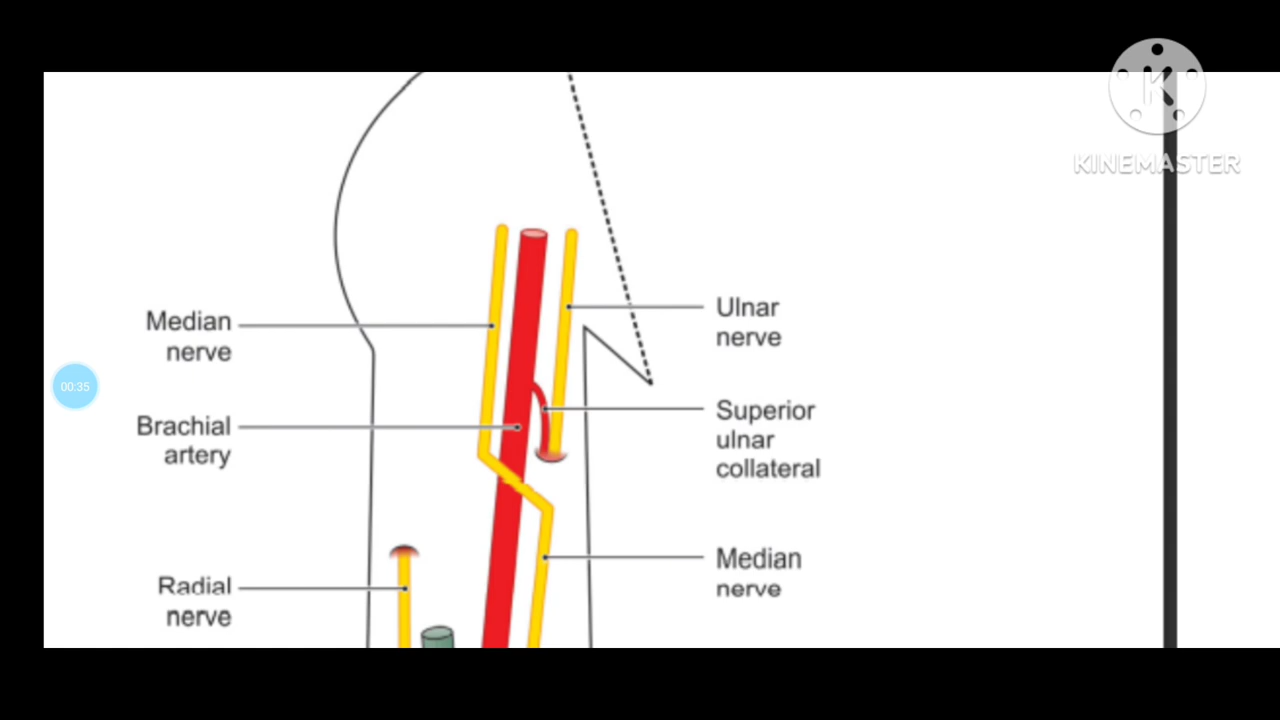 KINEMASTER
Median
nerve
Brachial
artery
Radial
nerve
Ulnar
nerve
Superior
ulnar
collateral
Median
nerve
00:35